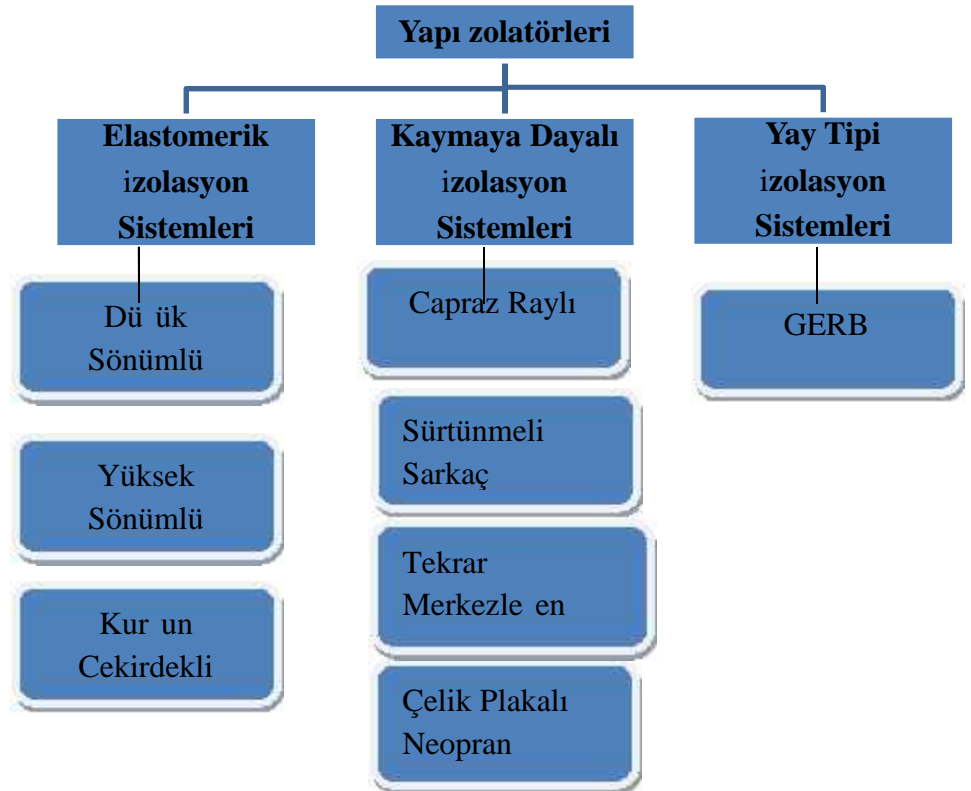 Yapı zolatörleri
Elastomerik
izolasyon
Sistemleri
Dü ük
Sönümlü
Yüksek
Sönümlü
Kur un
Cekirdekli
Kaymaya Dayalı
izolasyon
Sistemleri
Capraz Raylı
Sürtünmeli
Sarkaç
Tekrar
Merkezle en
Çelik Plakalı
Neopran
Yay Tipi
izolasyon
Sistemleri
GERB